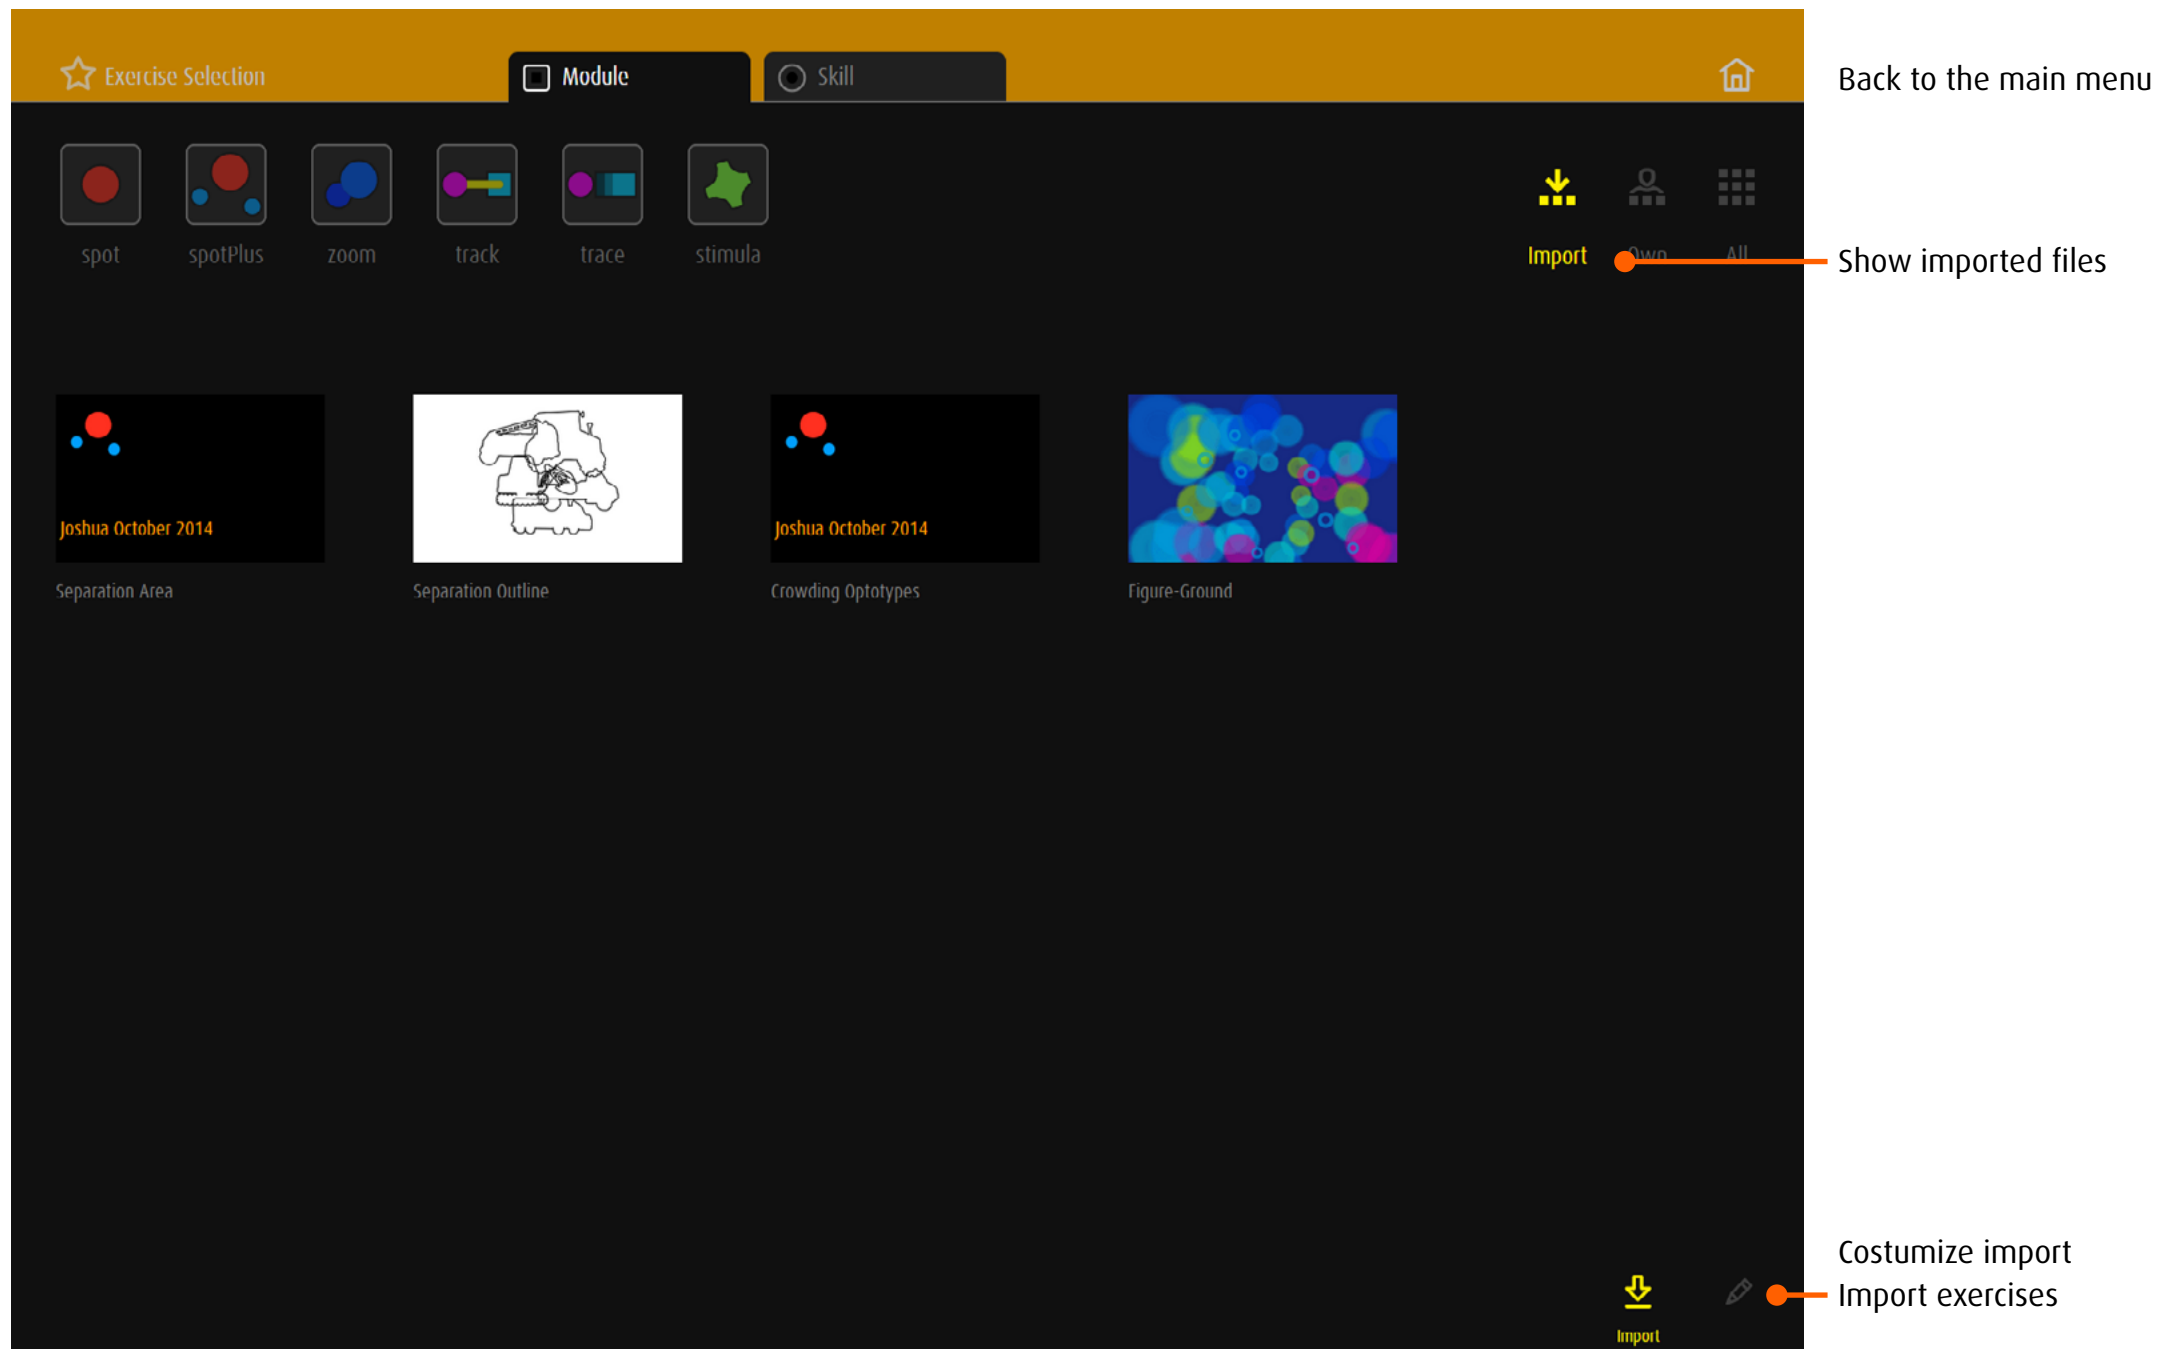 Exercise Selection
Module
Skill
Back to the main menu
spot
spotPlus
zoom
track
trace
stimula
Import
Own
All
Show imported files
Joshua October 2014
Joshua October 2014
Separation Area
Separation Outline
Crowding Optotypes
Figure-Ground
Costumize import
Import exercises
Import